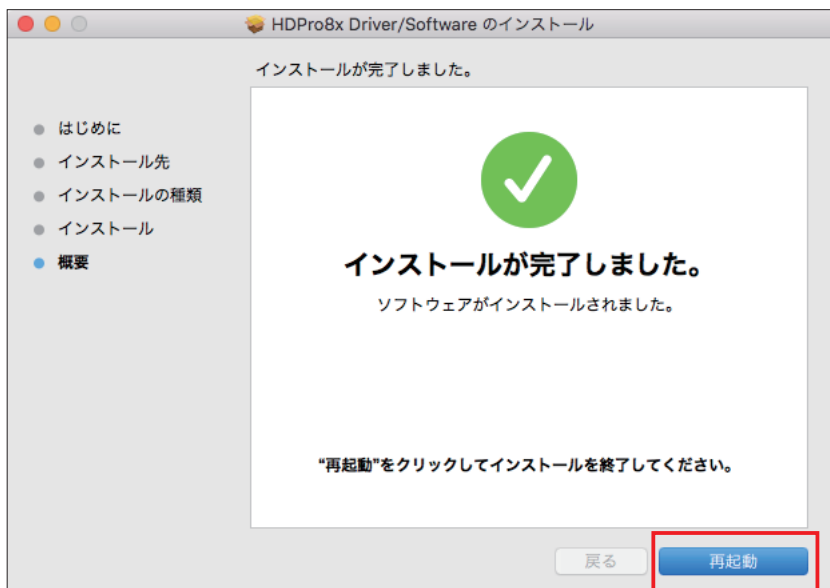 HDPro8x Driver/Software のインストール
インストールが完了しました。
はじめに
インストール先
インストールの種類
インストール
概要
インストールが完了しました。
ソフトウェアがインストールされました。
“再起動”をクリックしてインストールを終了してください。
戻る
再起動